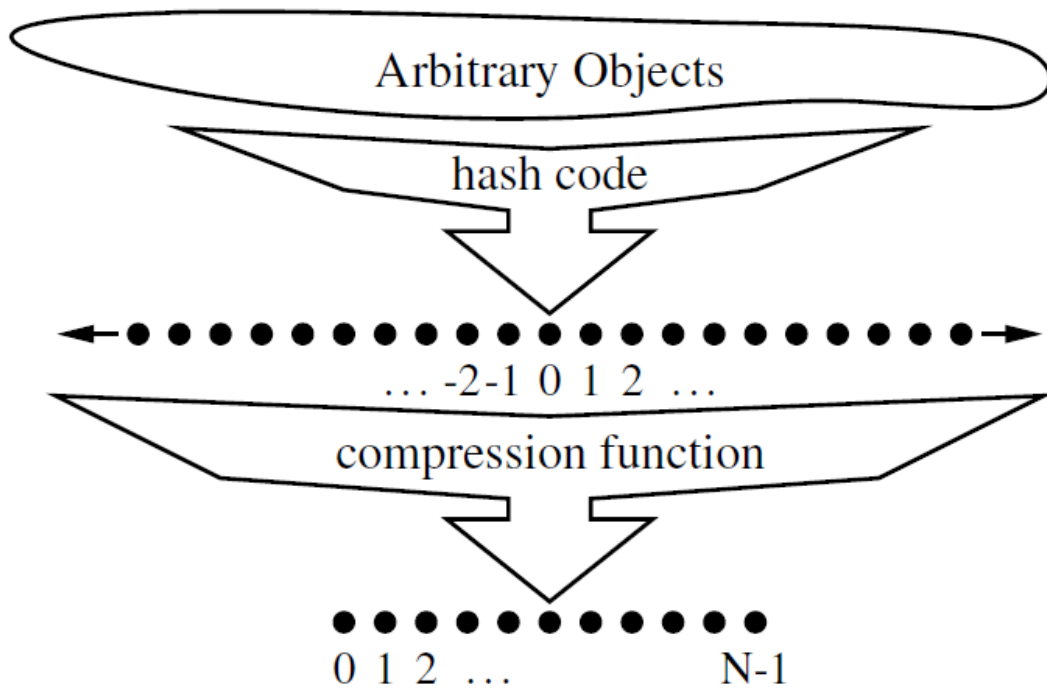 Arbitrary Objects
hash code
... -2 -1 0 1 2 ...
compression function
0 1 2 ... N-1